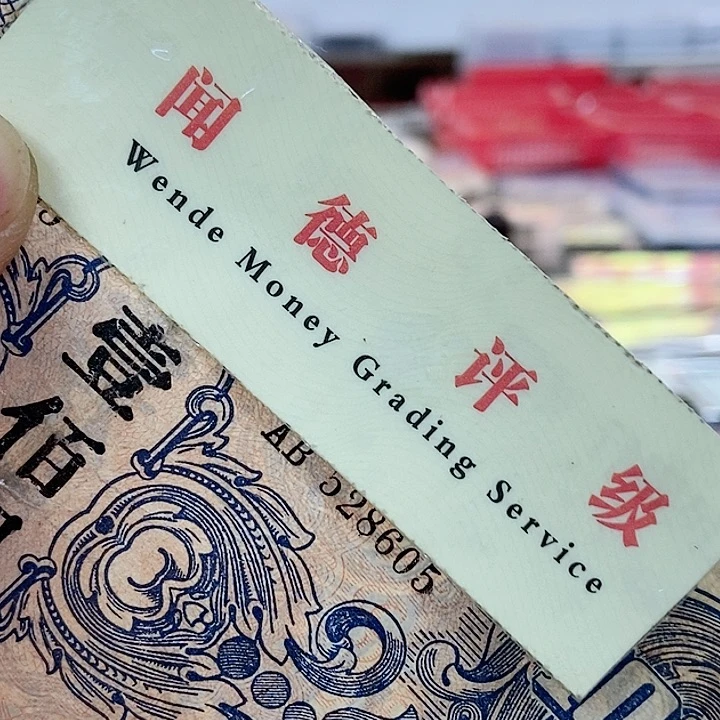 闻德评级
Wende Money Grading Service
壹佰
AB 528605